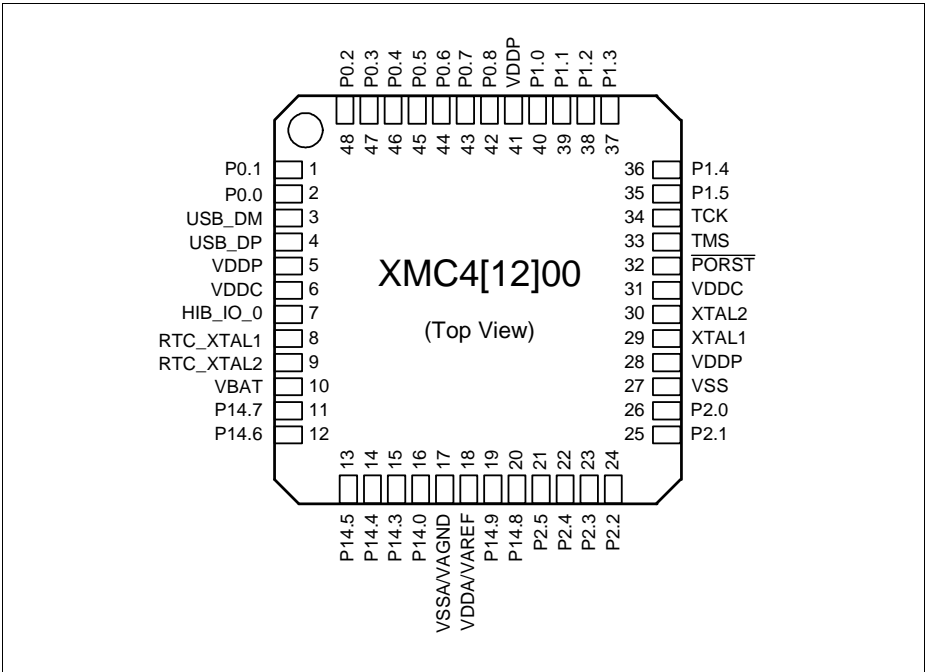 P0.2 P0.3 P0.4 P0.5 P0.6 P0.7 P0.8 VDDP P1.0 P1.1 P1.2 P1.3
48 47 46 45 44 43 42 41 40 39 38 37
P0.1 1 36 P1.4
P0.0 2 35 P1.5
USB_DM 3 34 TCK
USB_DP 4 33 TMS
VDDP 5 32 PORST
VDDC 6 31 VDDC
HIB_IO_0 7 30 XTAL2
RTC_XTAL1 8 29 XTAL1
RTC_XTAL2 9 28 VDDP
VBAT 10 27 VSS
P14.7 11 26 P2.0
P14.6 12 25 P2.1
XMC4[12]00
(Top View)
13 14 15 16 17 18 19 20 21 22 23 24
P14.5 P14.4 P14.3 P14.0 VSSA/VAGND VDDA/VAREF P14.9 P14.8 P2.5 P2.4 P2.3 P2.2